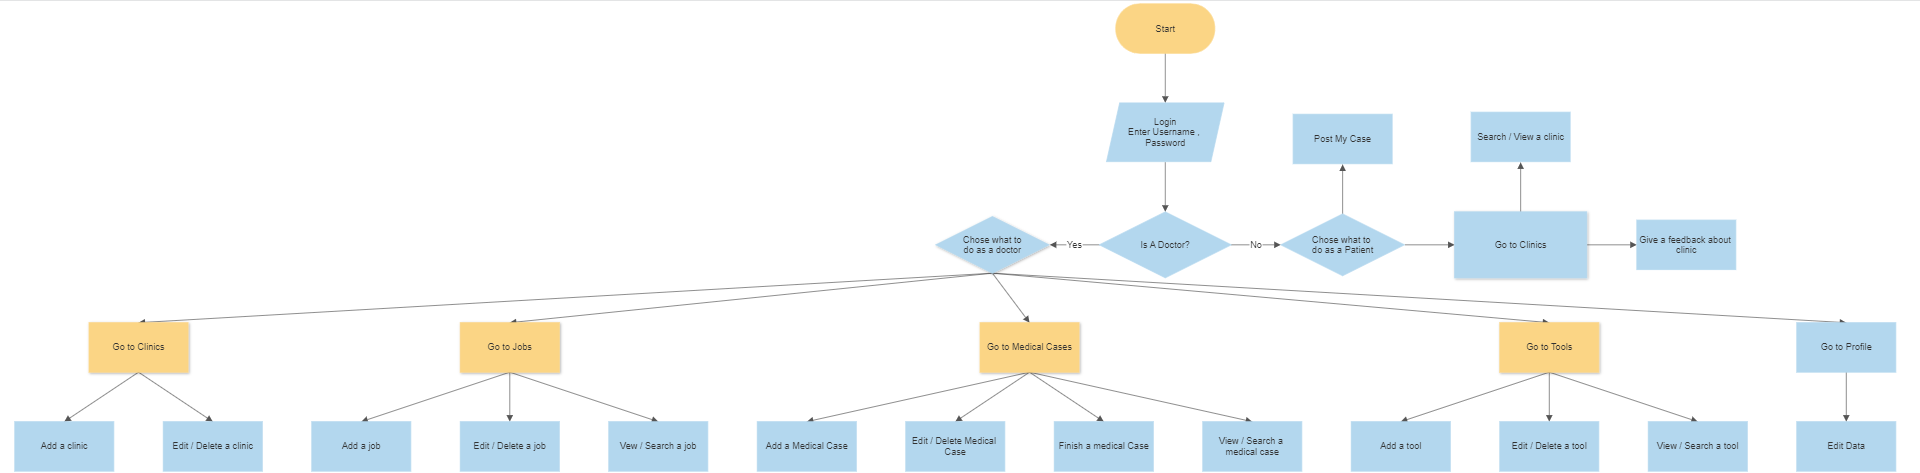 Start
Login
Enter Username ,
Password
Post My Case
Search / View a clinic
Chose what to
do as a doctor
Yes
Is A Doctor?
No
Chose what to
do as a Patient
Go to Clinics
Give a feedback about
clinic
Go to Clinics
Go to Jobs
Go to Medical Cases
Go to Tools
Go to Profile
Add a clinic
Edit / Delete a clinic
Add a job
Edit / Delete a job
Vew / Search a job
Add a Medical Case
Edit / Delete Medical
Case
Finish a medical Case
View / Search a
medical case
Add a tool
Edit / Delete a tool
View / Search a tool
Edit Data